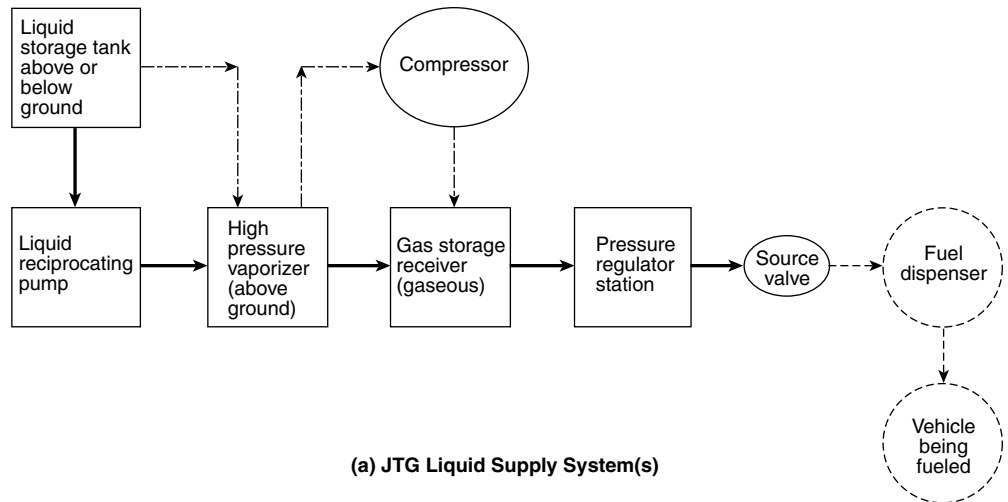 Liquid
storage tank
above or
below
ground
Compressor
Liquid
reciprocating
pump
High
pressure
vaporizer
(above
ground)
Gas storage
receiver
(gaseous)
Pressure
regulator
station
Source
valve
Fuel
dispenser
Vehicle
being
fueled
(a) JTG Liquid Supply System(s)